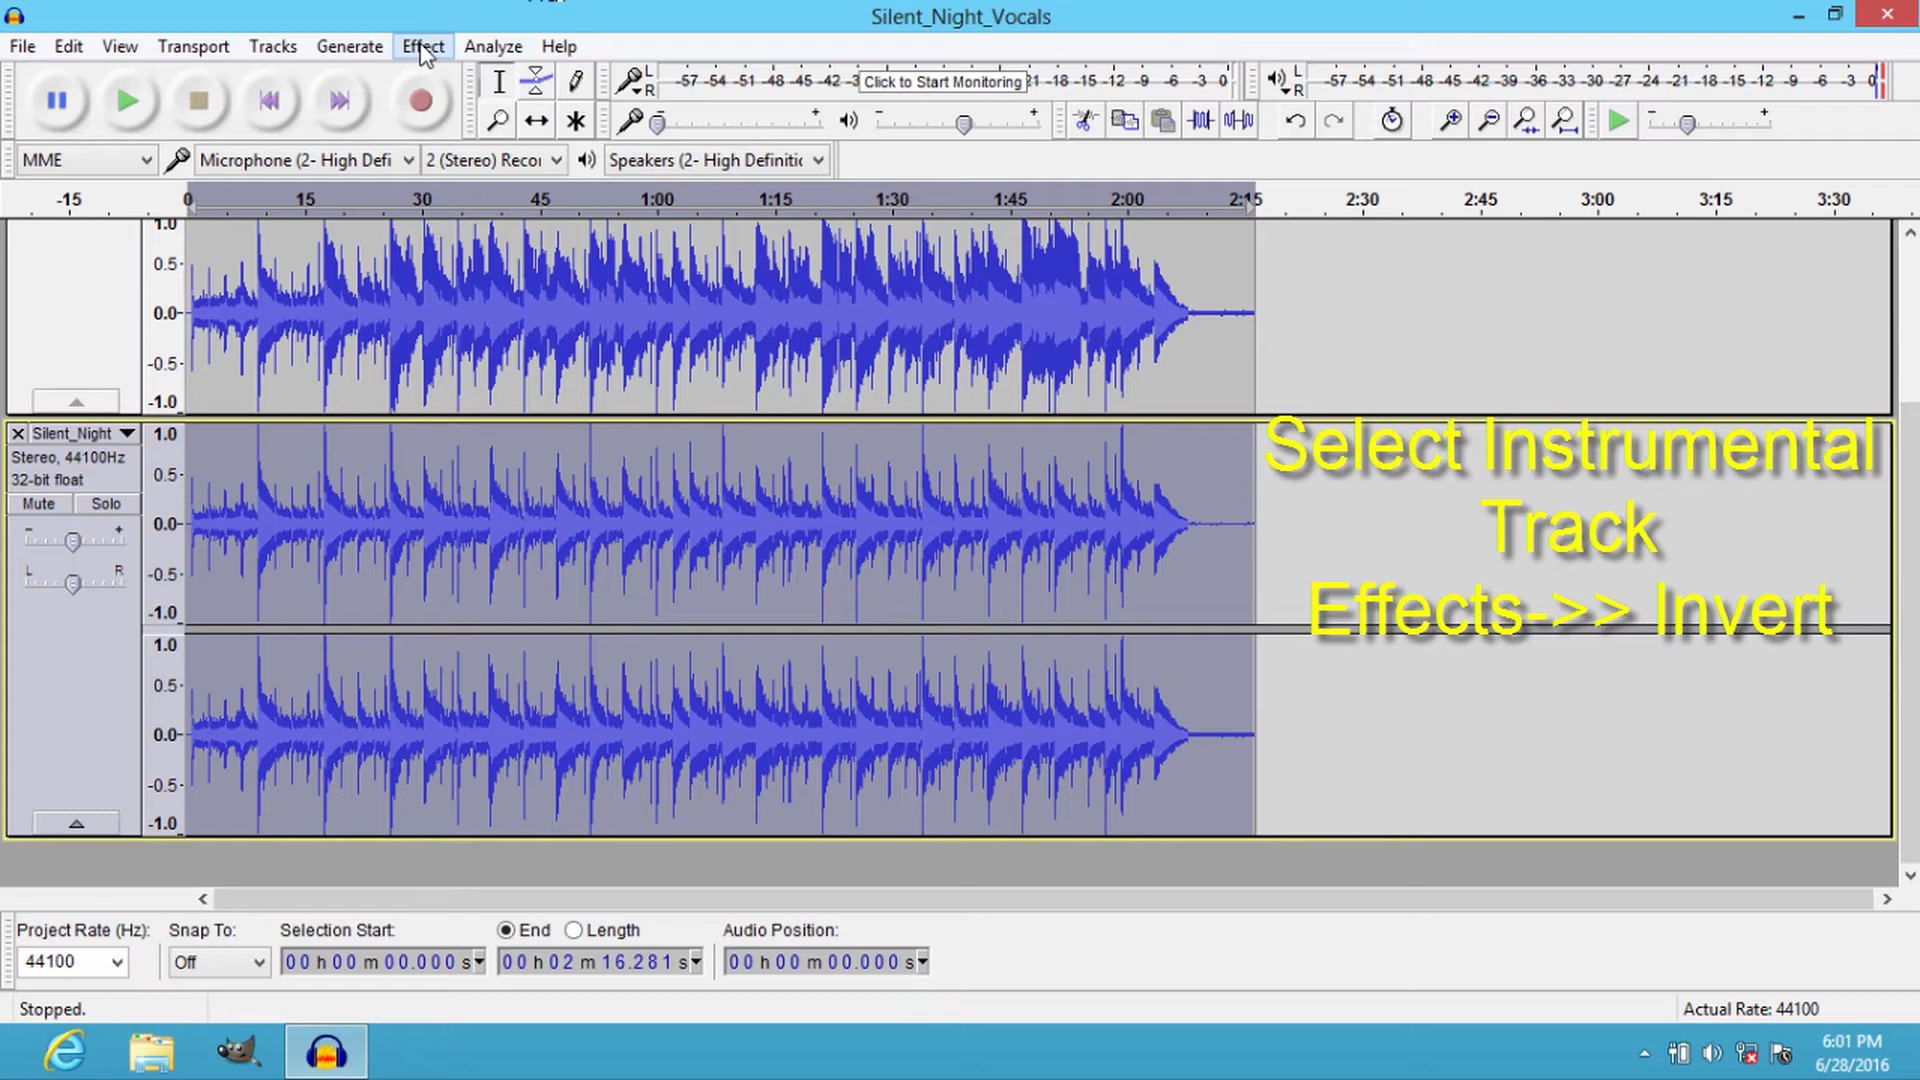 Silent_Night_Vocals
File Edit View Transport Tracks Generate Effect Analyze Help
L R -57 -54 -51 -48 -45 -42 -3 Click to Start Monitoring 21 -18 -15 -12 -9 -6 -3 0 L R -57 -54 -51 -48 -45 -42 -39 -36 -33 -30 -27 -24 -21 -18 -15 -12 -9 -6 -3 0
- + - + - +
MME Microphone (2- High Defi 2 (Stereo) Recor Speakers (2- High Definitic
-15 0 15 30 45 1:00 1:15 1:30 1:45 2:00 2:15 2:30 2:45 3:00 3:15 3:30
1.0
0.5
0.0
-0.5
-1.0
Silent_Night
Stereo, 44100Hz
32-bit float
Mute Solo
- +
L R
1.0
0.5
0.0
-0.5
-1.0
1.0
0.5
0.0
-0.5
-1.0
Select Instrumental
Track
Effects->> Invert
Project Rate (Hz): Snap To: Selection Start: End Length Audio Position:
44100 Off 00 h 00 m 00.000 s 00 h 02 m 16.281 s 00 h 00 m 00.000 s
Stopped. Actual Rate: 44100
6:01 PM
6/28/2016